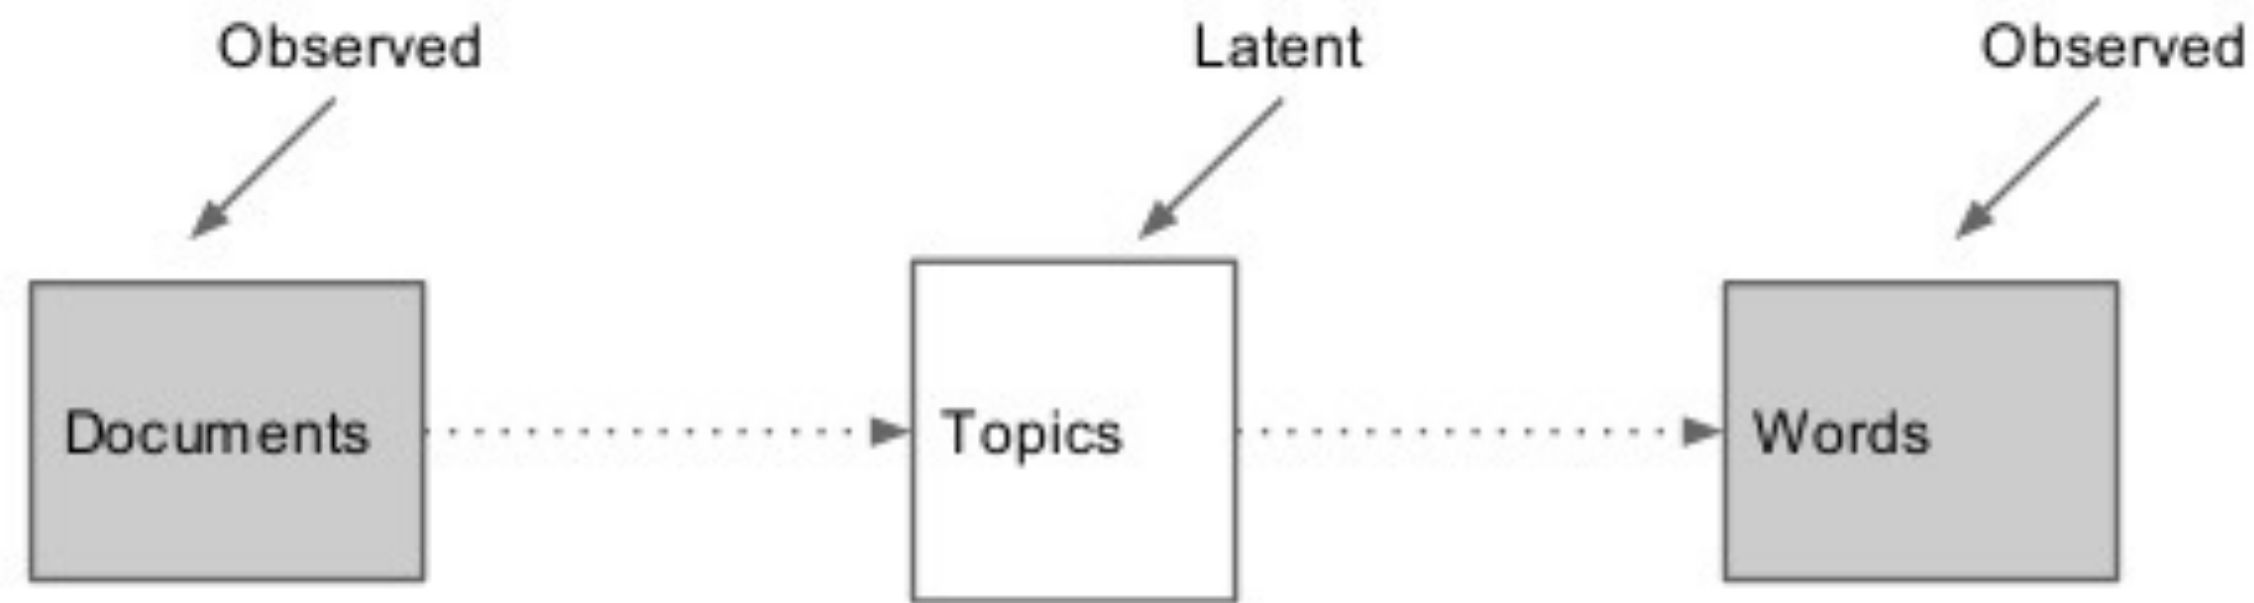 Observed
Latent
Observed
Documents
Topics
Words